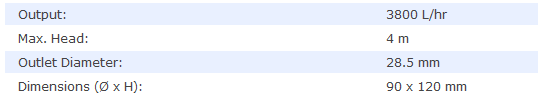 Output: 3800 L/hr
Max. Head: 4 m
Outlet Diameter: 28.5 mm
Dimensions (Ø x H): 90 x 120 mm